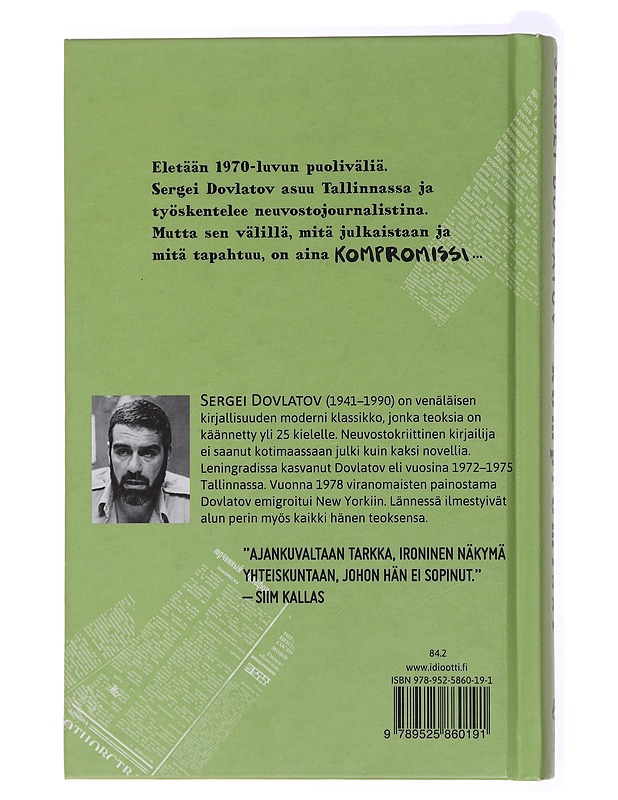 Eletään 1970-luvun puoliväliä.
Sergei Dovlatov asuu Tallinnassa ja
työskentelee neuvostojournalistina.
Mutta sen välillä, mitä julkaistaan ja
mitä tapahtuu, on aina KOMPROMISSI...
SERGEI DOVLATOV (1941–1990) on venäläisen
kirjallisuuden moderni klassikko, jonka teoksia on
käännetty yli 25 kielelle. Neuvostokriittinen kirjailija
ei saanut kotimaassaan julki kuin kaksi novellia.
Leningradissa kasvanut Dovlatov eli vuosina 1972–1975
Tallinnassa. Vuonna 1978 viranomaisten painostama
Dovlatov emigroitui New Yorkiin. Lännessä ilmestyivät
alun perin myös kaikki hänen teoksensa.
"AJANKUVALTAAN TARKKA, IRONINEN NÄKYMÄ
YHTEISKUNTAAN, JOHON HÄN EI SOPINUT."
– SIIM KALLAS
84.2
www.idiootti.fi
ISBN 978-952-5860-19-1
9 789525 860191